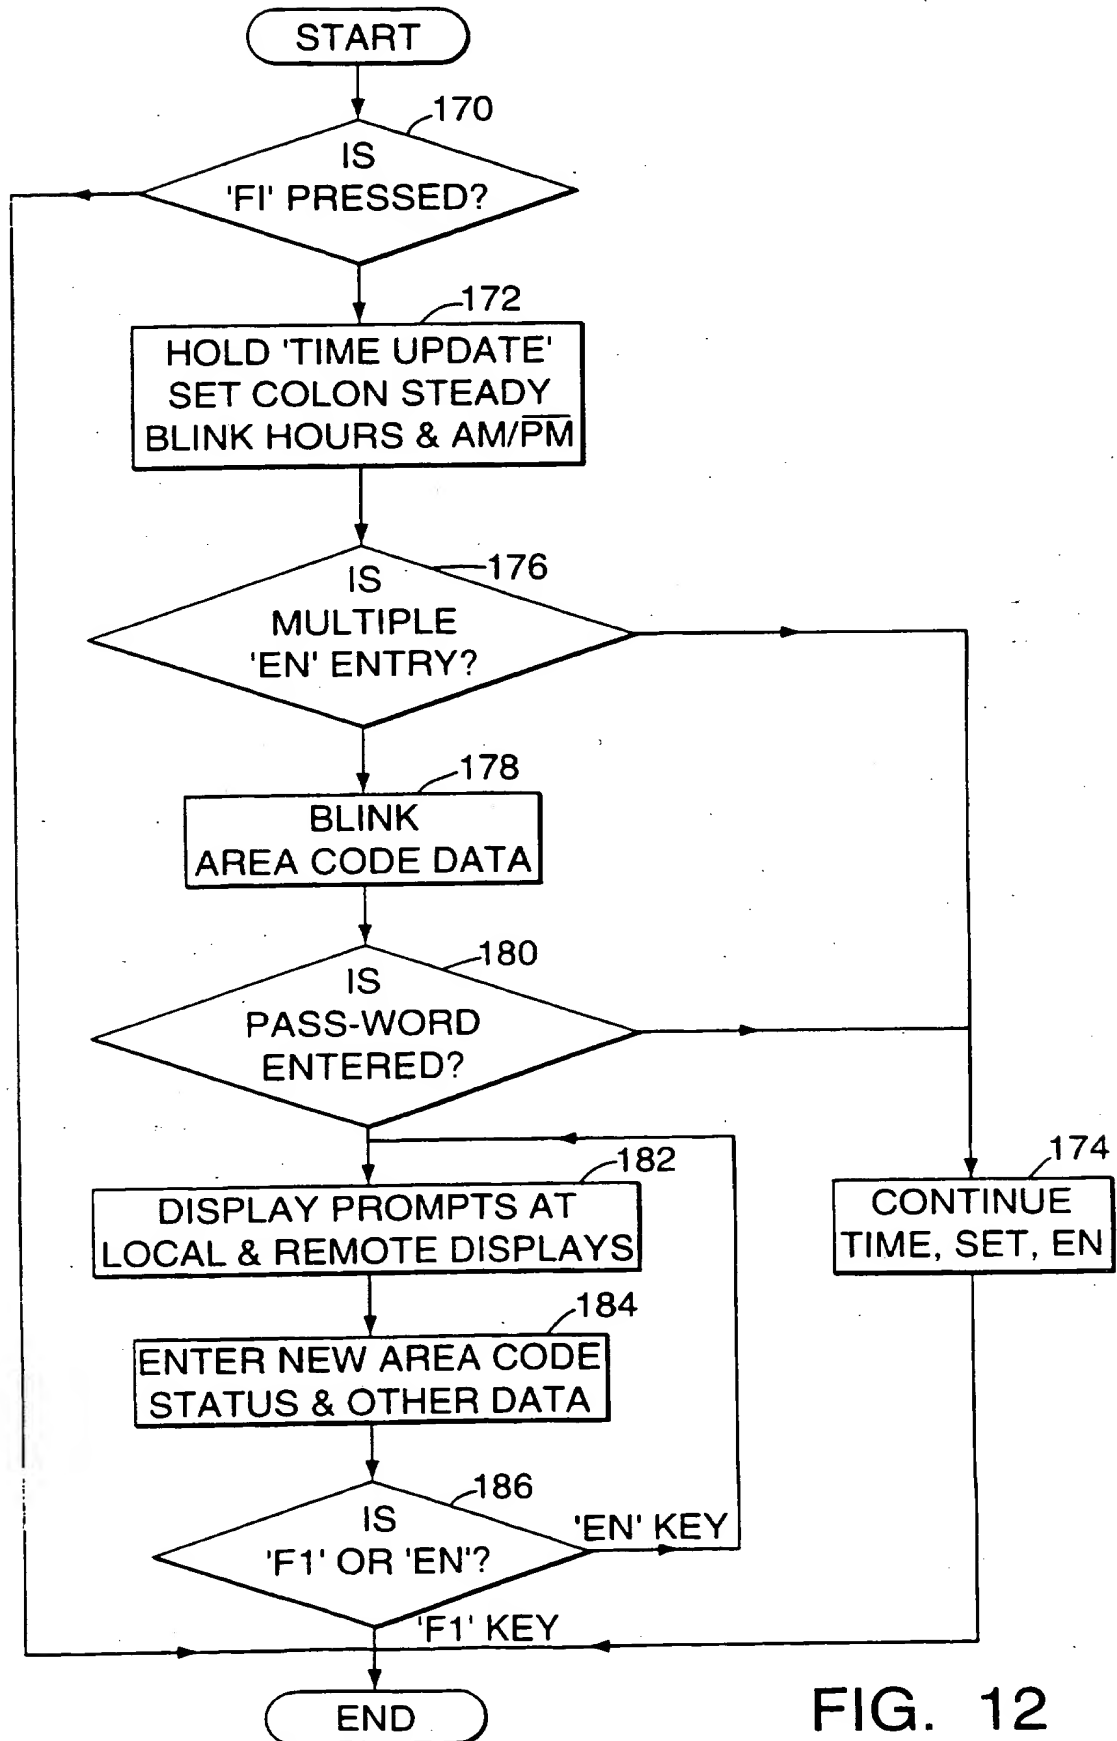 START
170
IS
'FI' PRESSED?
172
HOLD 'TIME UPDATE'
SET COLON STEADY
BLINK HOURS & AM/P̅M̅
176
IS
MULTIPLE
'EN' ENTRY?
178
BLINK
AREA CODE DATA
180
IS
PASS-WORD
ENTERED?
182
DISPLAY PROMPTS AT
LOCAL & REMOTE DISPLAYS
174
CONTINUE
TIME, SET, EN
184
ENTER NEW AREA CODE
STATUS & OTHER DATA
186
IS
'F1' OR 'EN'?
'EN' KEY
'F1' KEY
END
FIG. 12